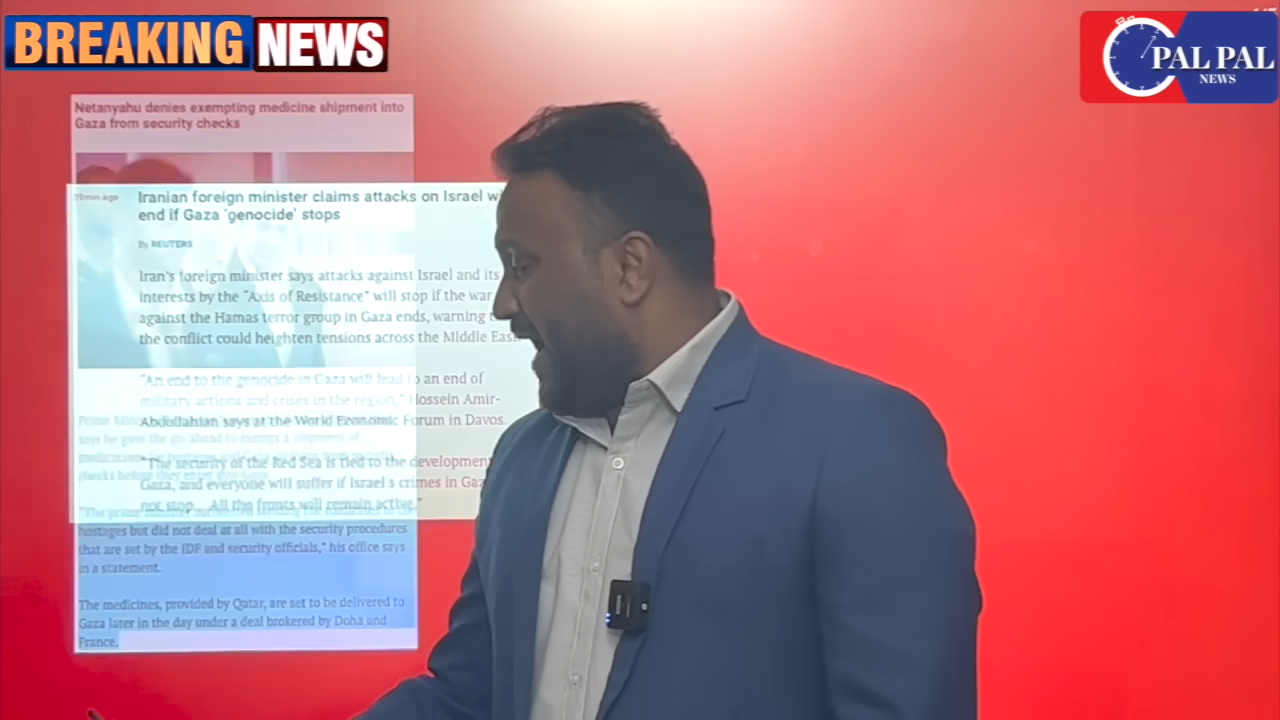 BREAKING NEWS
PAL PAL
NEWS
Netanyahu denies exempting medicine shipment into
Gaza from security checks
ago
Iranian foreign minister claims attacks on Israel
end if Gaza 'genocide' stops
By REUTERS
Iran's foreign minister says attacks against Israel and its
interests by the "Axis of Resistance" will stop if the war
against the Hamas terror group in Gaza ends, warning
the conflict could heighten tensions across the Middle East.
"An end to the genocide in Gaza will lead to an end of
military actions and crises in the region," Hossein Amir-
Abdollahian says at the World Economic Forum in Davos.
"The security of the Red Sea is tied to the development
Gaza, and everyone will suffer if Israel's crimes in
not stop... All the fronts will remain active."
hostages but did not deal at all with the security procedures
that are set by the IDF and security officials," his office says
in a statement.
The medicines, provided by Qatar, are set to be delivered to
Gaza later in the day under a deal brokered by Doha and
France.